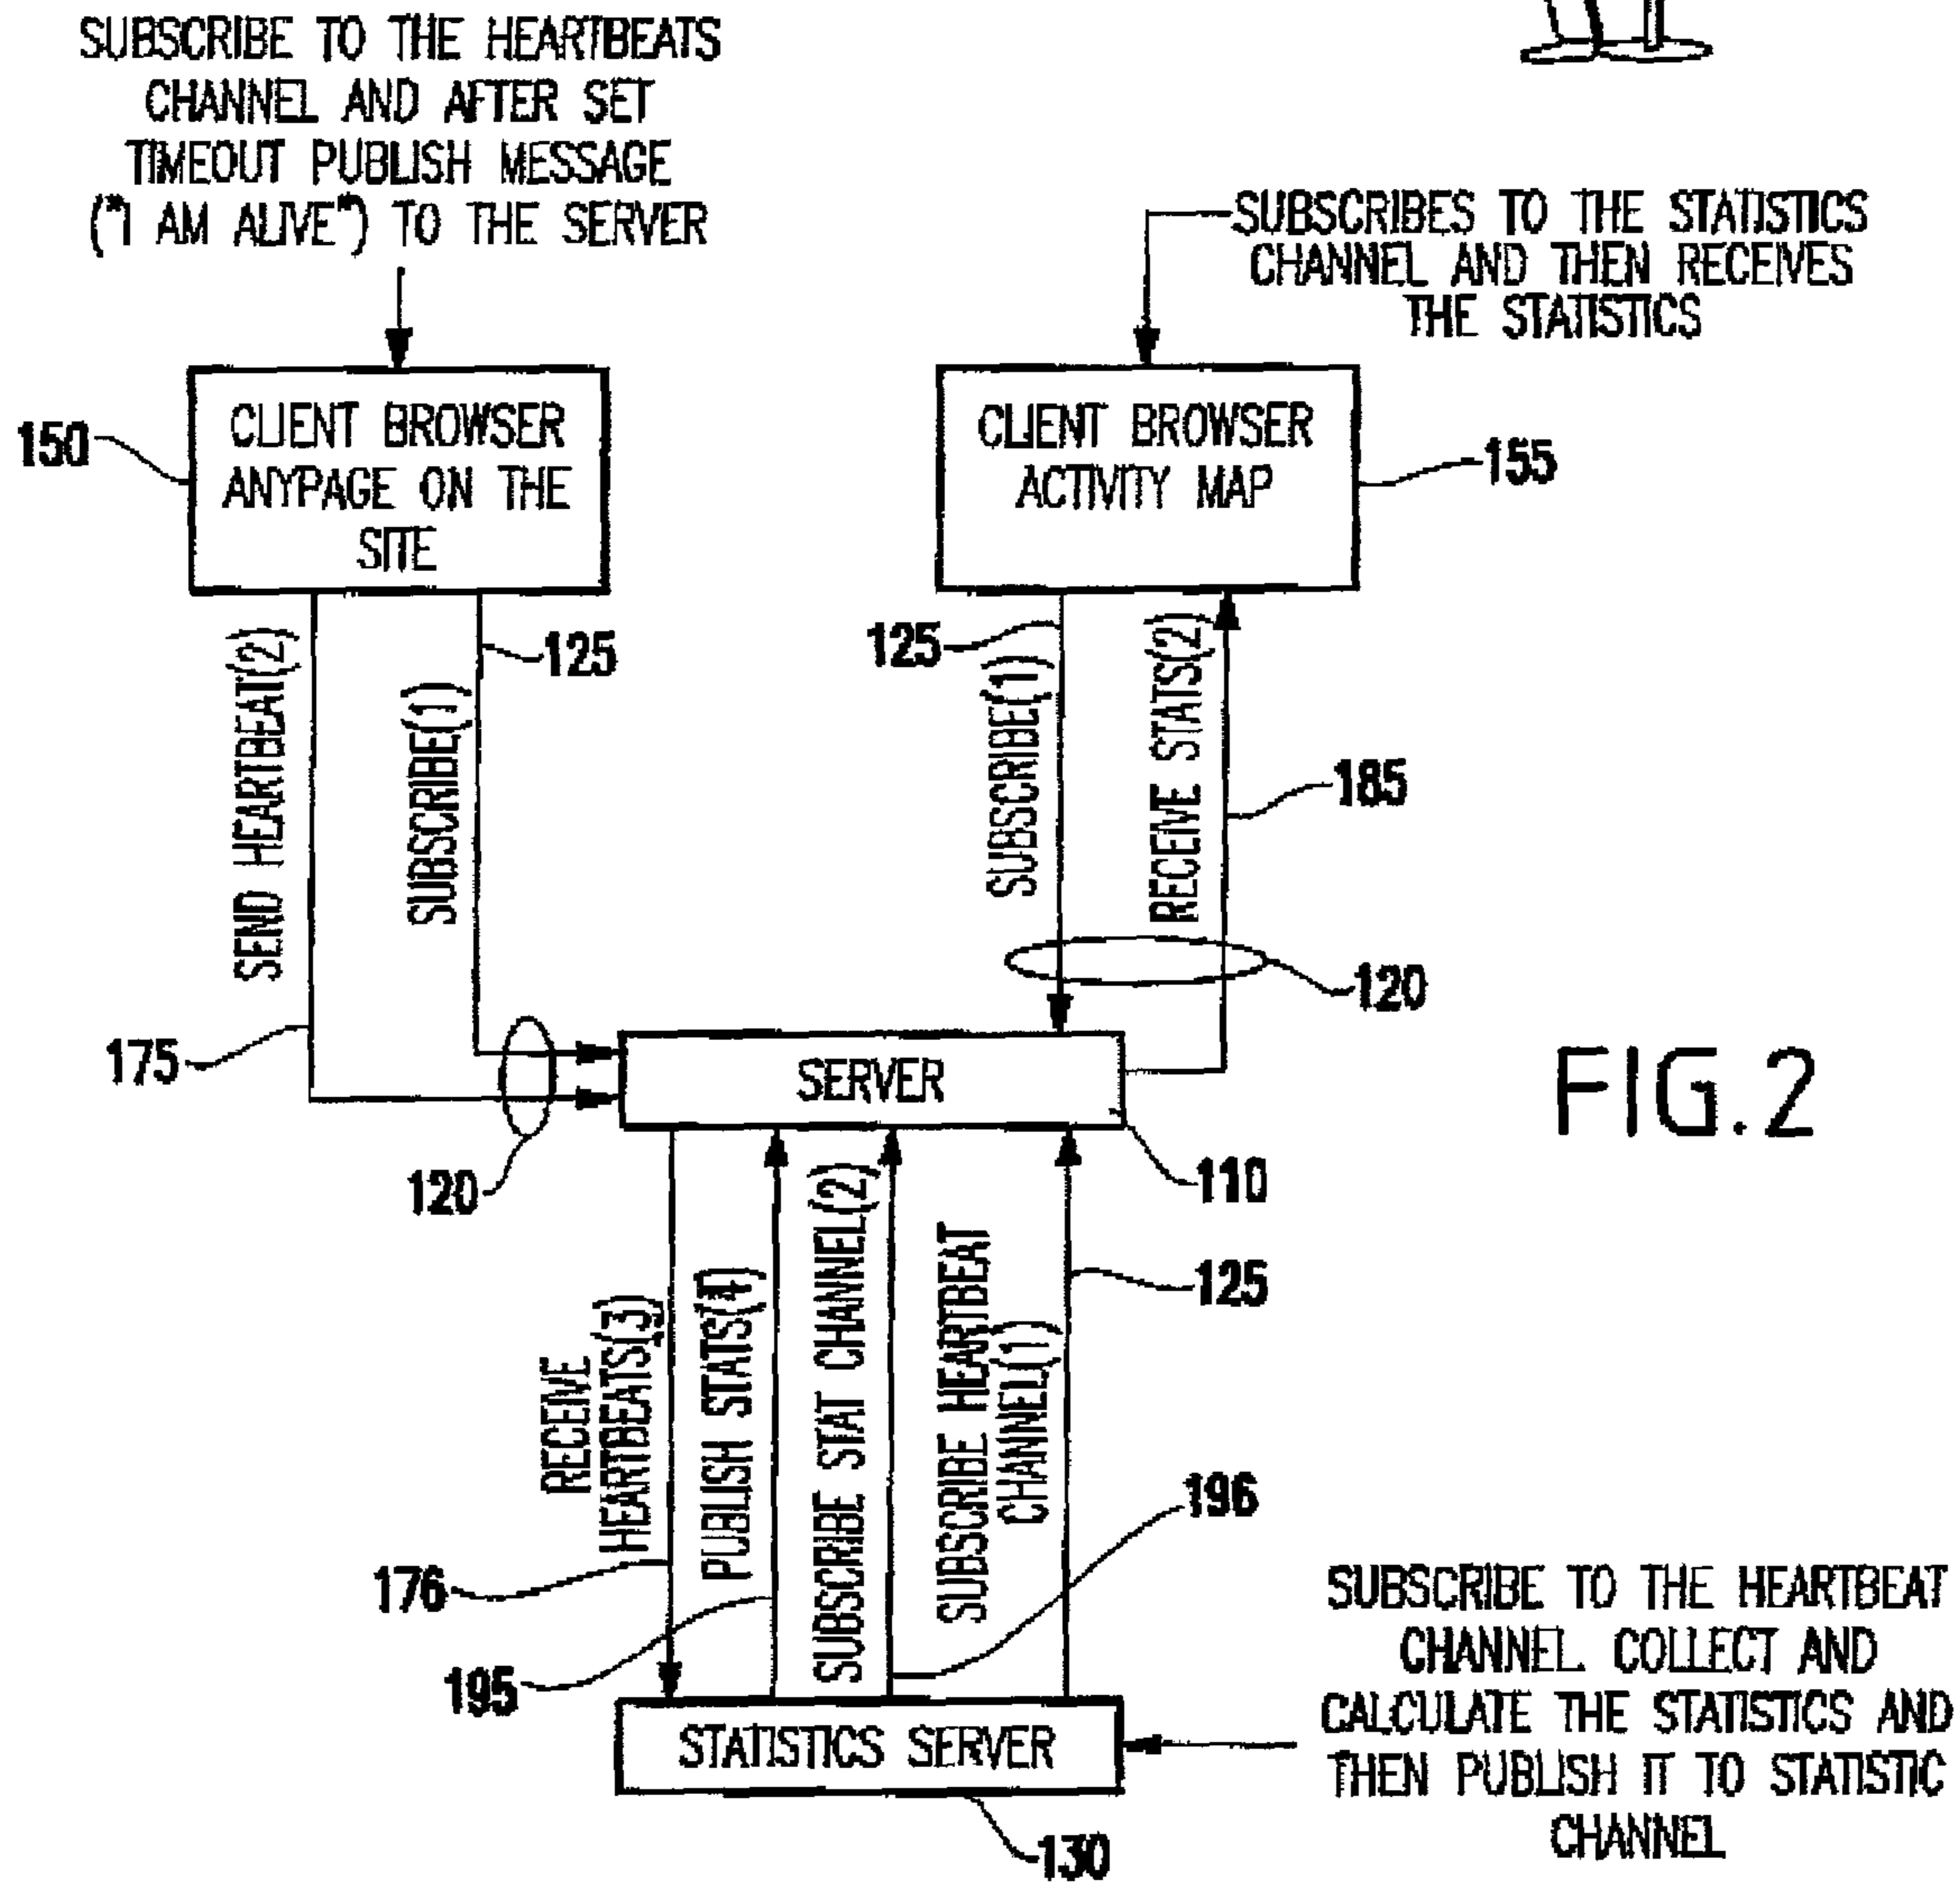 SUBSCRIBE TO THE HEARTBEATS
CHANNEL AND AFTER SET
TIMEOUT PUBLISH MESSAGE
("I AM ALIVE") TO THE SERVER
SUBSCRIBES TO THE STATISTICS
CHANNEL AND THEN RECEIVES
THE STATISTICS
150
CLIENT BROWSER
ANYPAGE ON THE
SITE
CLIENT BROWSER
ACTIVITY MAP
155
SEND HEARTBEAT(2)
SUBSCRIBE(1)
125
125
SUBSCRIBE(1)
RECEIVE STATS(2)
185
120
175
120
SERVER
110
FIG.2
RECEIVE
HEARTBEATS(3)
PUBLISH STATS(4)
SUBSCRIBE STAT CHANNEL(2)
SUBSCRIBE HEARTBEAT
CHANNEL(1)
125
196
176
195
STATISTICS SERVER
130
SUBSCRIBE TO THE HEARTBEAT
CHANNEL COLLECT AND
CALCULATE THE STATISTICS AND
THEN PUBLISH IT TO STATISTIC
CHANNEL